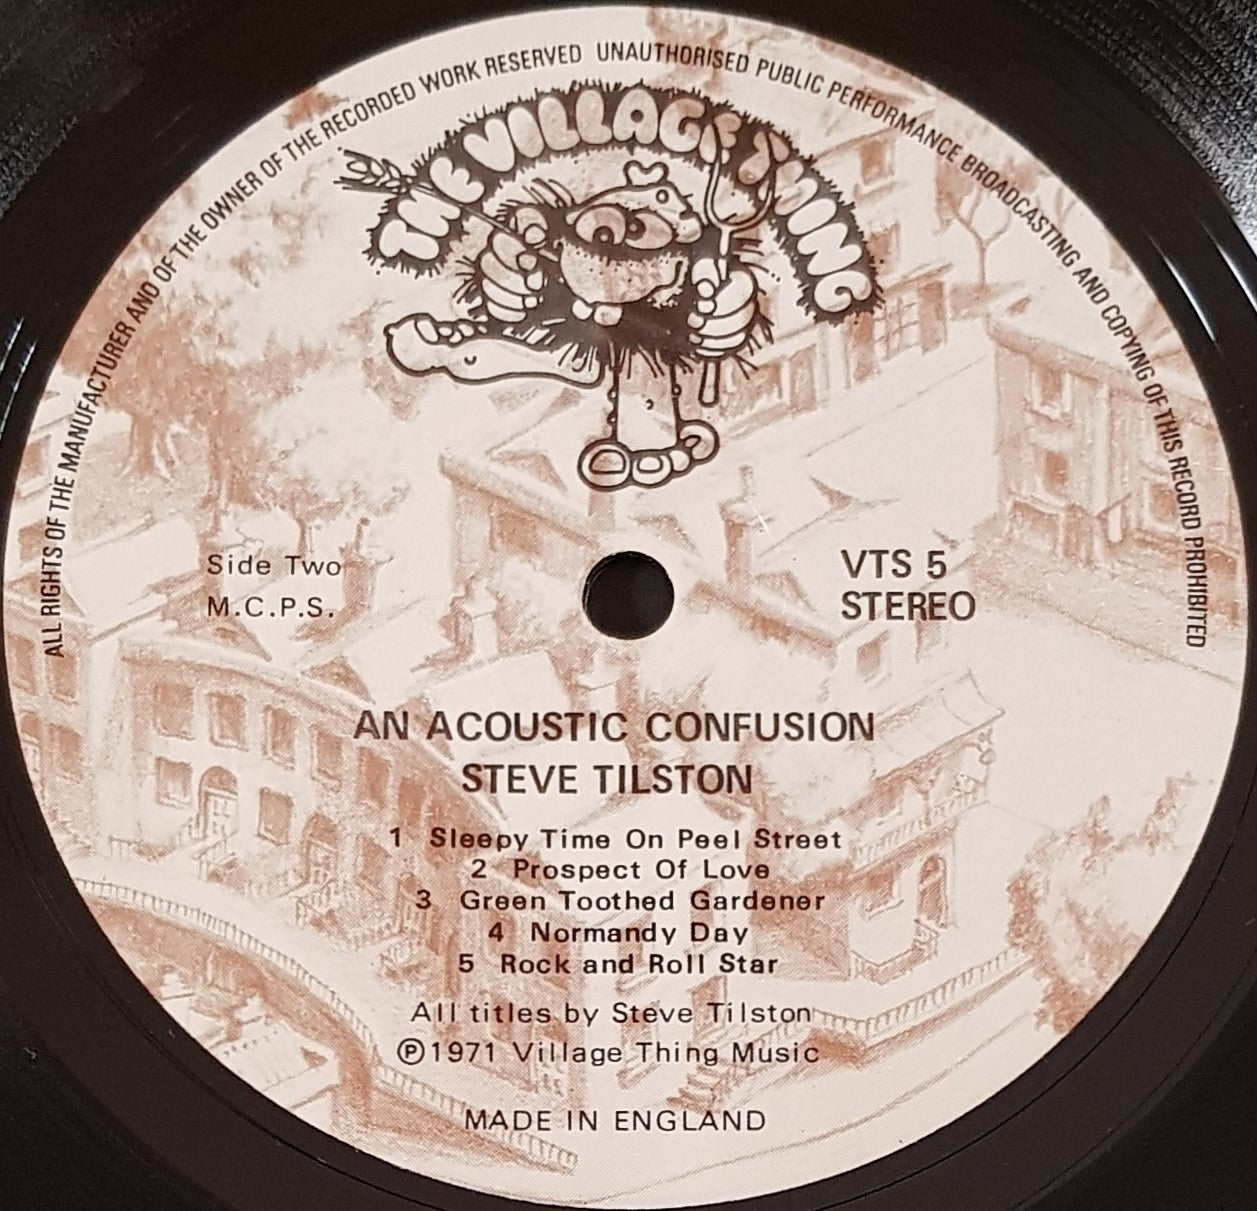 ALL RIGHTS OF THE MANUFACTURER AND OF THE OWNER OF THE RECORDED WORK RESERVED UNAUTHORISED PUBLIC PERFORMANCE BROADCASTING AND COPYING OF THIS RECORD PROHIBITED
THE VILLAGE THING
Side Two
M.C.P.S.
VTS 5
STEREO
AN ACOUSTIC CONFUSION
STEVE TILSTON
1 Sleepy Time On Peel Street
2 Prospect Of Love
3 Green Toothed Gardener
4 Normandy Day
5 Rock and Roll Star
All titles by Steve Tilston
Ⓟ1971 Village Thing Music
MADE IN ENGLAND